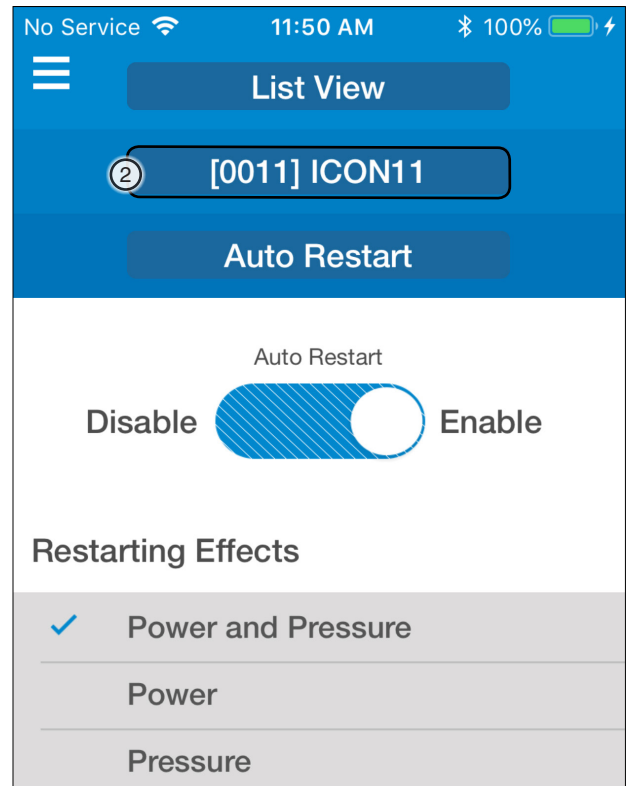 No Service 11:50 AM 100%
List View
2 [0011] ICON11
Auto Restart
Auto Restart
Disable Enable
Restarting Effects
Power and Pressure
Power
Pressure